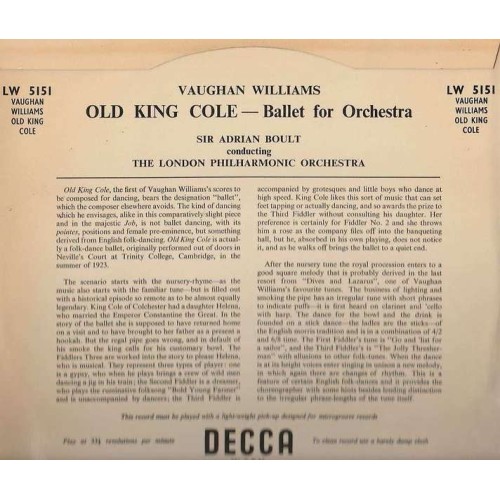 LW 5151
VAUGHAN
WILLIAMS
OLD KING
COLE
VAUGHAN WILLIAMS
OLD KING COLE — Ballet for Orchestra
SIR ADRIAN BOULT
conducting
THE LONDON PHILHARMONIC ORCHESTRA
LW 5151
VAUGHAN
WILLIAMS
OLD KING
COLE
Old King Cole, the first of Vaughan Williams's scores to
be composed for dancing, bears the designation "ballet",
which the composer elsewhere avoids. The kind of dancing
which he envisages, alike in this comparatively slight piece
and in the majestic Job, is not ballet dancing, with its
pointes, positions and female pre-eminence, but something
derived from English folk-dancing. Old King Cole is actu-
ally a folk-dance ballet, originally performed out of doors in
Neville's Court at Trinity College, Cambridge, in the
summer of 1923.
The scenario starts with the nursery-rhyme—as the
music also starts with the familiar tune—but is filled out
with a historical episode so remote as to be almost equally
legendary. King Cole of Colchester had a daughter Helena,
who married the Emperor Constantine the Great. In the
story of the ballet she is supposed to have returned home
on a visit and to have brought to her father as a present a
hookah. But the regal pipe goes wrong, and in default of
his smoke the king calls for his customary bowl. The
Fiddlers Three are worked into the story to please Helena,
who is musical. They represent three types of player: one
is a gypsy, who when he plays brings a crew of wild men
dancing a jig in his train; the Second Fiddler is a dreamer,
who plays the ruminating folksong "Bold Young Farmer"
and is unaccompanied by dancers; the Third Fiddler is
accompanied by grotesques and little boys who dance at
high speed. King Cole likes this sort of music that can set
feet tapping or actually dancing, and so awards the prize to
the Third Fiddler without consulting his daughter. Her
preference is certainly for Fiddler No. 2 and she throws
him a rose as the company files off into the banqueting
hall, but he, absorbed in his own playing, does not notice
it, and as he walks off brings the ballet to a quiet end.
After the nursery tune the royal procession enters to a
good square melody that is probably derived in the last
resort from "Dives and Lazarus", one of Vaughan
Williams's favourite tunes. The business of lighting and
smoking the pipe has an irregular tune with short phrases
to indicate puffs—it is first heard on clarinet and 'cello
with harp. The dance for the bowl and the drink is
founded on a stick dance—the ladles are the sticks—of
the English morris tradition and is in a combination of 4/2
and 6/8 time. The First Fiddler's tune is "Go and 'list for
a sailor", and the Third Fiddler's is "The Jolly Thresher-
man" with allusions to other folk-tunes. When the dance
is at its height voices enter singing in unison a new melody,
in which again there are changes of rhythm. This is a
feature of certain English folk-dances and it provides the
choreographer with some hints besides lending distinction
to the irregular phrase-lengths of the tune itself.
This record must be played with a light-weight pick-up designed for microgroove records
Play at 33⅓ revolutions per minute
DECCA
To clean record use a barely damp cloth